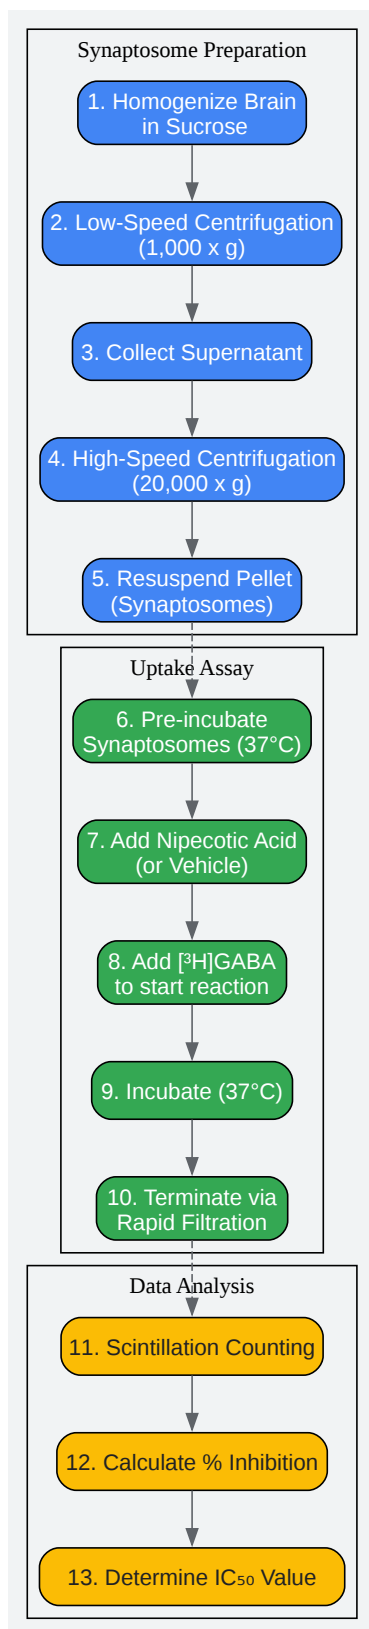 Synaptosome Preparation
1. Homogenize Brain
in Sucrose
2. Low-Speed Centrifugation
(1,000 x g)
3. Collect Supernatant
4. High-Speed Centrifugation
(20,000 x g)
5. Resuspend Pellet
(Synaptosomes)
Uptake Assay
6. Pre-incubate
Synaptosomes (37°C)
7. Add Nipecotic Acid
(or Vehicle)
8. Add [³H]GABA
to start reaction
9. Incubate (37°C)
10. Terminate via
Rapid Filtration
Data Analysis
11. Scintillation Counting
12. Calculate % Inhibition
13. Determine IC₅₀ Value